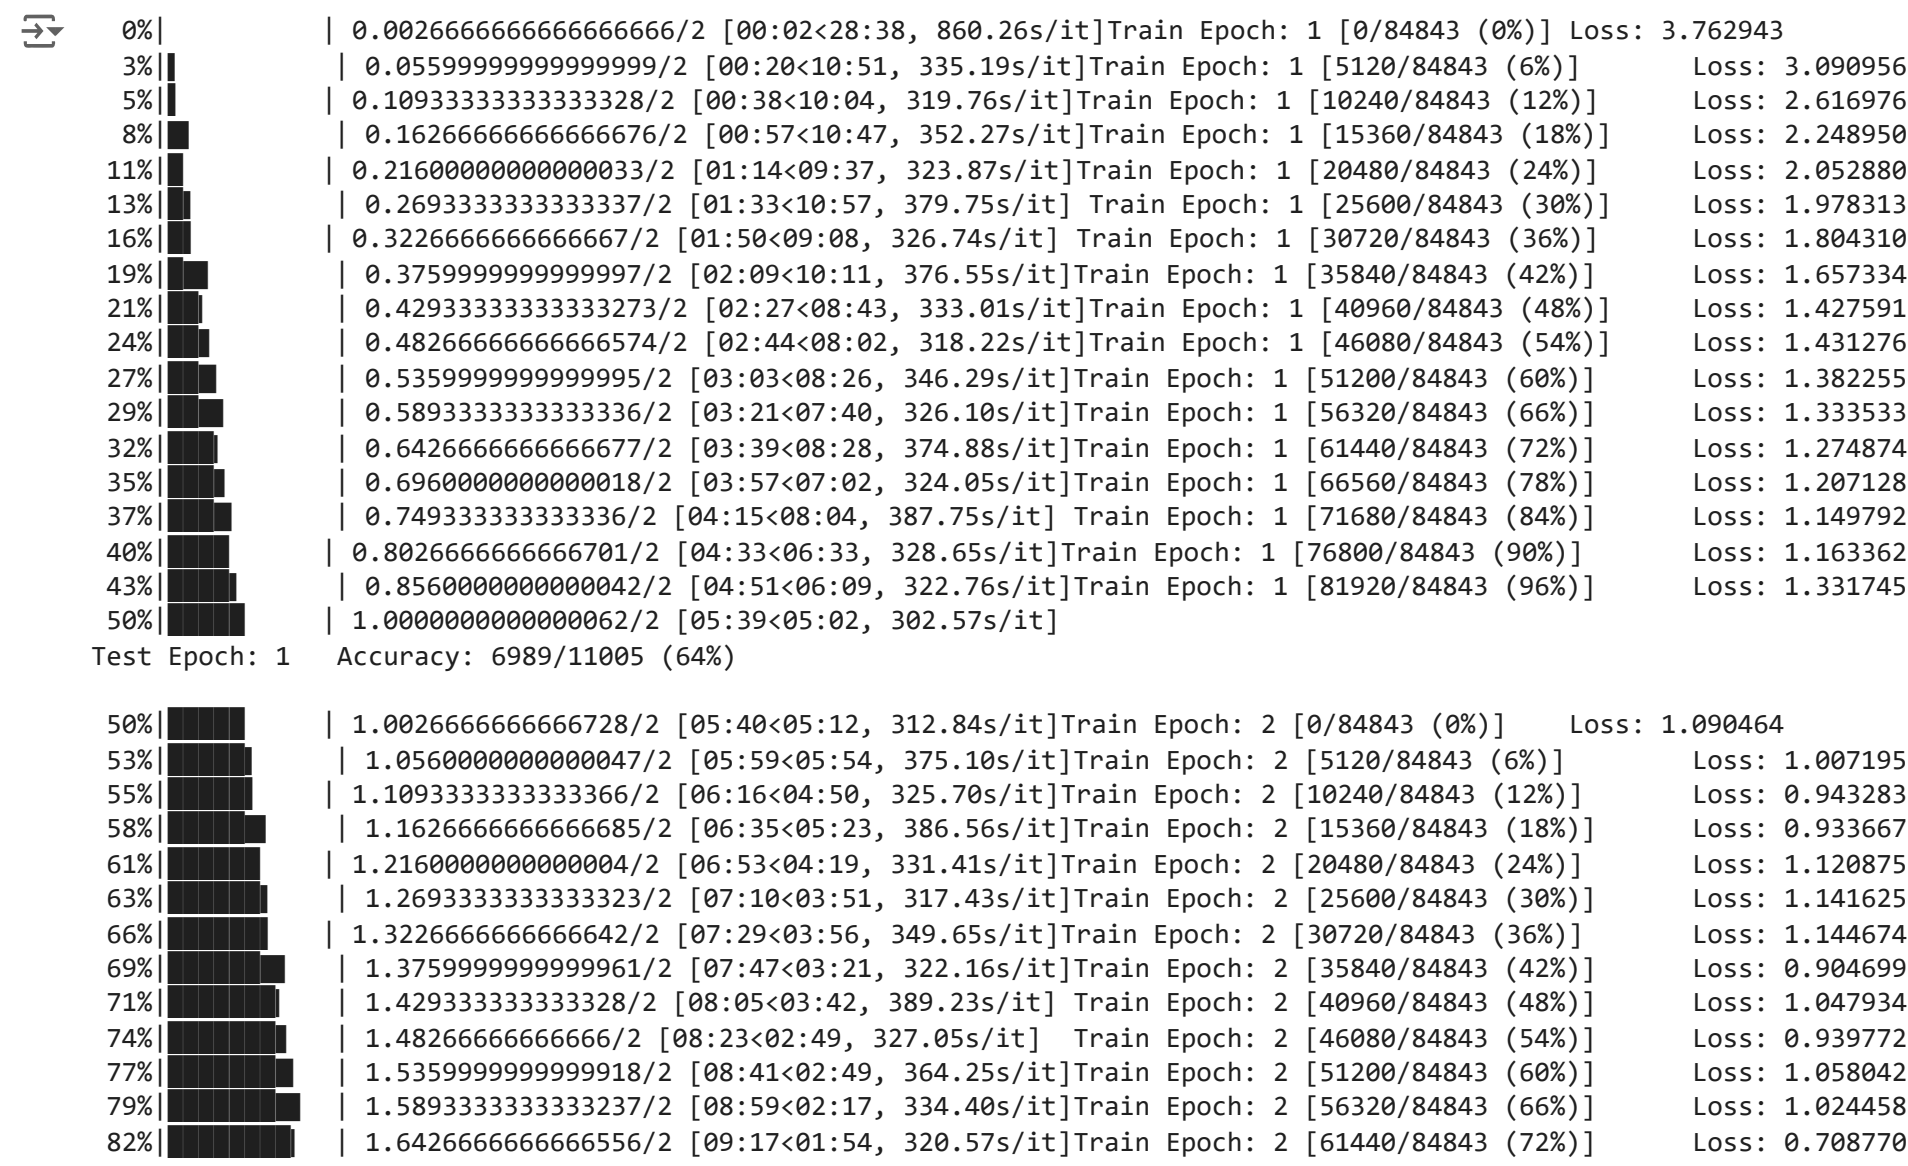 0%| | 0.0026666666666666666/2 [00:02<28:38, 860.26s/it]Train Epoch: 1 [0/84843 (0%)] Loss: 3.762943
3%| | 0.05599999999999999/2 [00:20<10:51, 335.19s/it]Train Epoch: 1 [5120/84843 (6%)] Loss: 3.090956
5%| | 0.10933333333333328/2 [00:38<10:04, 319.76s/it]Train Epoch: 1 [10240/84843 (12%)] Loss: 2.616976
8%| | 0.16266666666666676/2 [00:57<10:47, 352.27s/it]Train Epoch: 1 [15360/84843 (18%)] Loss: 2.248950
11%| | 0.21600000000000033/2 [01:14<09:37, 323.87s/it]Train Epoch: 1 [20480/84843 (24%)] Loss: 2.052880
13%| | 0.2693333333333337/2 [01:33<10:57, 379.75s/it] Train Epoch: 1 [25600/84843 (30%)] Loss: 1.978313
16%| | 0.3226666666666667/2 [01:50<09:08, 326.74s/it] Train Epoch: 1 [30720/84843 (36%)] Loss: 1.804310
19%| | 0.3759999999999997/2 [02:09<10:11, 376.55s/it]Train Epoch: 1 [35840/84843 (42%)] Loss: 1.657334
21%| | 0.42933333333333273/2 [02:27<08:43, 333.01s/it]Train Epoch: 1 [40960/84843 (48%)] Loss: 1.427591
24%| | 0.48266666666666574/2 [02:44<08:02, 318.22s/it]Train Epoch: 1 [46080/84843 (54%)] Loss: 1.431276
27%| | 0.5359999999999995/2 [03:03<08:26, 346.29s/it]Train Epoch: 1 [51200/84843 (60%)] Loss: 1.382255
29%| | 0.5893333333333336/2 [03:21<07:40, 326.10s/it]Train Epoch: 1 [56320/84843 (66%)] Loss: 1.333533
32%| | 0.6426666666666677/2 [03:39<08:28, 374.88s/it]Train Epoch: 1 [61440/84843 (72%)] Loss: 1.274874
35%| | 0.6960000000000018/2 [03:57<07:02, 324.05s/it]Train Epoch: 1 [66560/84843 (78%)] Loss: 1.207128
37%| | 0.749333333333336/2 [04:15<08:04, 387.75s/it] Train Epoch: 1 [71680/84843 (84%)] Loss: 1.149792
40%| | 0.8026666666666701/2 [04:33<06:33, 328.65s/it]Train Epoch: 1 [76800/84843 (90%)] Loss: 1.163362
43%| | 0.8560000000000042/2 [04:51<06:09, 322.76s/it]Train Epoch: 1 [81920/84843 (96%)] Loss: 1.331745
50%| | 1.0000000000000062/2 [05:39<05:02, 302.57s/it]
Test Epoch: 1 Accuracy: 6989/11005 (64%)
50%| | 1.0026666666666728/2 [05:40<05:12, 312.84s/it]Train Epoch: 2 [0/84843 (0%)] Loss: 1.090464
53%| | 1.0560000000000047/2 [05:59<05:54, 375.10s/it]Train Epoch: 2 [5120/84843 (6%)] Loss: 1.007195
55%| | 1.1093333333333366/2 [06:16<04:50, 325.70s/it]Train Epoch: 2 [10240/84843 (12%)] Loss: 0.943283
58%| | 1.1626666666666685/2 [06:35<05:23, 386.56s/it]Train Epoch: 2 [15360/84843 (18%)] Loss: 0.933667
61%| | 1.2160000000000004/2 [06:53<04:19, 331.41s/it]Train Epoch: 2 [20480/84843 (24%)] Loss: 1.120875
63%| | 1.2693333333333323/2 [07:10<03:51, 317.43s/it]Train Epoch: 2 [25600/84843 (30%)] Loss: 1.141625
66%| | 1.3226666666666642/2 [07:29<03:56, 349.65s/it]Train Epoch: 2 [30720/84843 (36%)] Loss: 1.144674
69%| | 1.3759999999999961/2 [07:47<03:21, 322.16s/it]Train Epoch: 2 [35840/84843 (42%)] Loss: 0.904699
71%| | 1.429333333333328/2 [08:05<03:42, 389.23s/it] Train Epoch: 2 [40960/84843 (48%)] Loss: 1.047934
74%| | 1.48266666666666/2 [08:23<02:49, 327.05s/it] Train Epoch: 2 [46080/84843 (54%)] Loss: 0.939772
77%| | 1.5359999999999918/2 [08:41<02:49, 364.25s/it]Train Epoch: 2 [51200/84843 (60%)] Loss: 1.058042
79%| | 1.5893333333333237/2 [08:59<02:17, 334.40s/it]Train Epoch: 2 [56320/84843 (66%)] Loss: 1.024458
82%| | 1.6426666666666556/2 [09:17<01:54, 320.57s/it]Train Epoch: 2 [61440/84843 (72%)] Loss: 0.708770